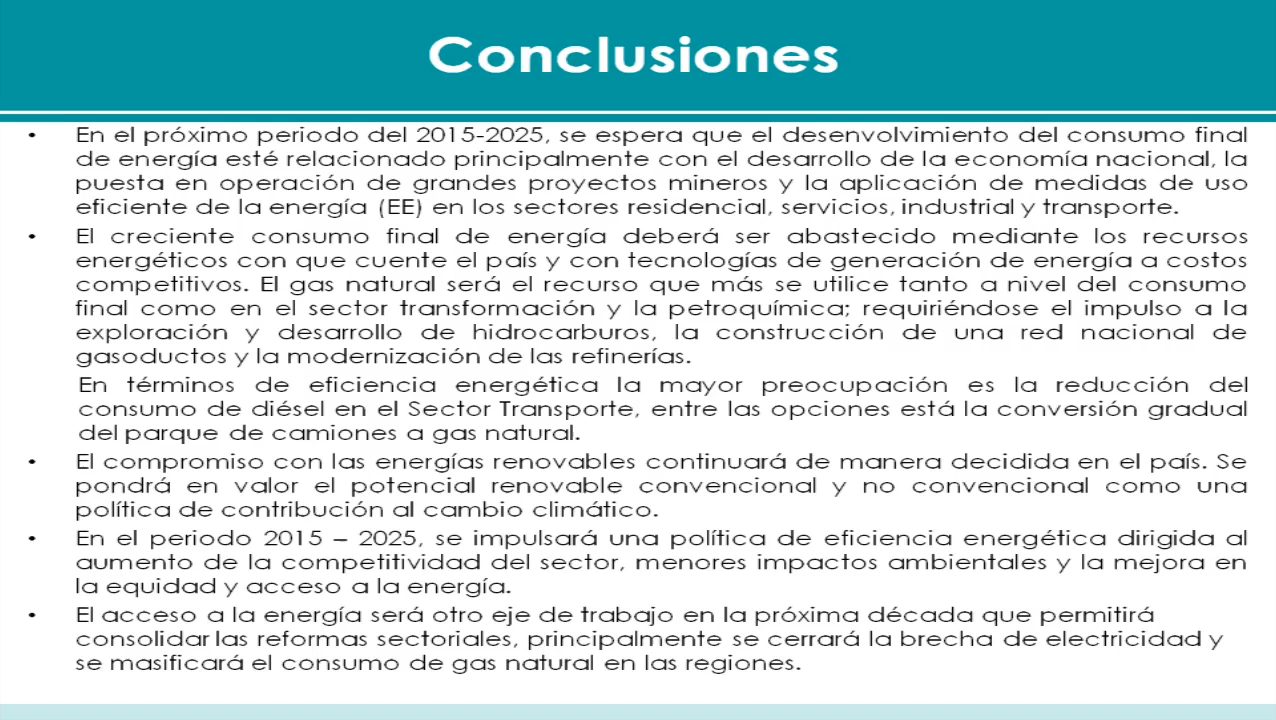 Conclusiones
• En el próximo periodo del 2015-2025, se espera que el desenvolvimiento del consumo final
de energía esté relacionado principalmente con el desarrollo de la economía nacional, la
puesta en operación de grandes proyectos mineros y la aplicación de medidas de uso
eficiente de la energía (EE) en los sectores residencial, servicios, industrial y transporte.
• El creciente consumo final de energía deberá ser abastecido mediante los recursos
energéticos con que cuente el país y con tecnologías de generación de energía a costos
competitivos. El gas natural será el recurso que más se utilice tanto a nivel del consumo
final como en el sector transformación y la petroquímica; requiriéndose el impulso a la
exploración y desarrollo de hidrocarburos, la construcción de una red nacional de
gasoductos y la modernización de las refinerías.
En términos de eficiencia energética la mayor preocupación es la reducción del
consumo de diésel en el Sector Transporte, entre las opciones está la conversión gradual
del parque de camiones a gas natural.
• El compromiso con las energías renovables continuará de manera decidida en el país. Se
pondrá en valor el potencial renovable convencional y no convencional como una
política de contribución al cambio climático.
• En el periodo 2015 – 2025, se impulsará una política de eficiencia energética dirigida al
aumento de la competitividad del sector, menores impactos ambientales y la mejora en
la equidad y acceso a la energía.
• El acceso a la energía será otro eje de trabajo en la próxima década que permitirá
consolidar las reformas sectoriales, principalmente se cerrará la brecha de electricidad y
se masificará el consumo de gas natural en las regiones.